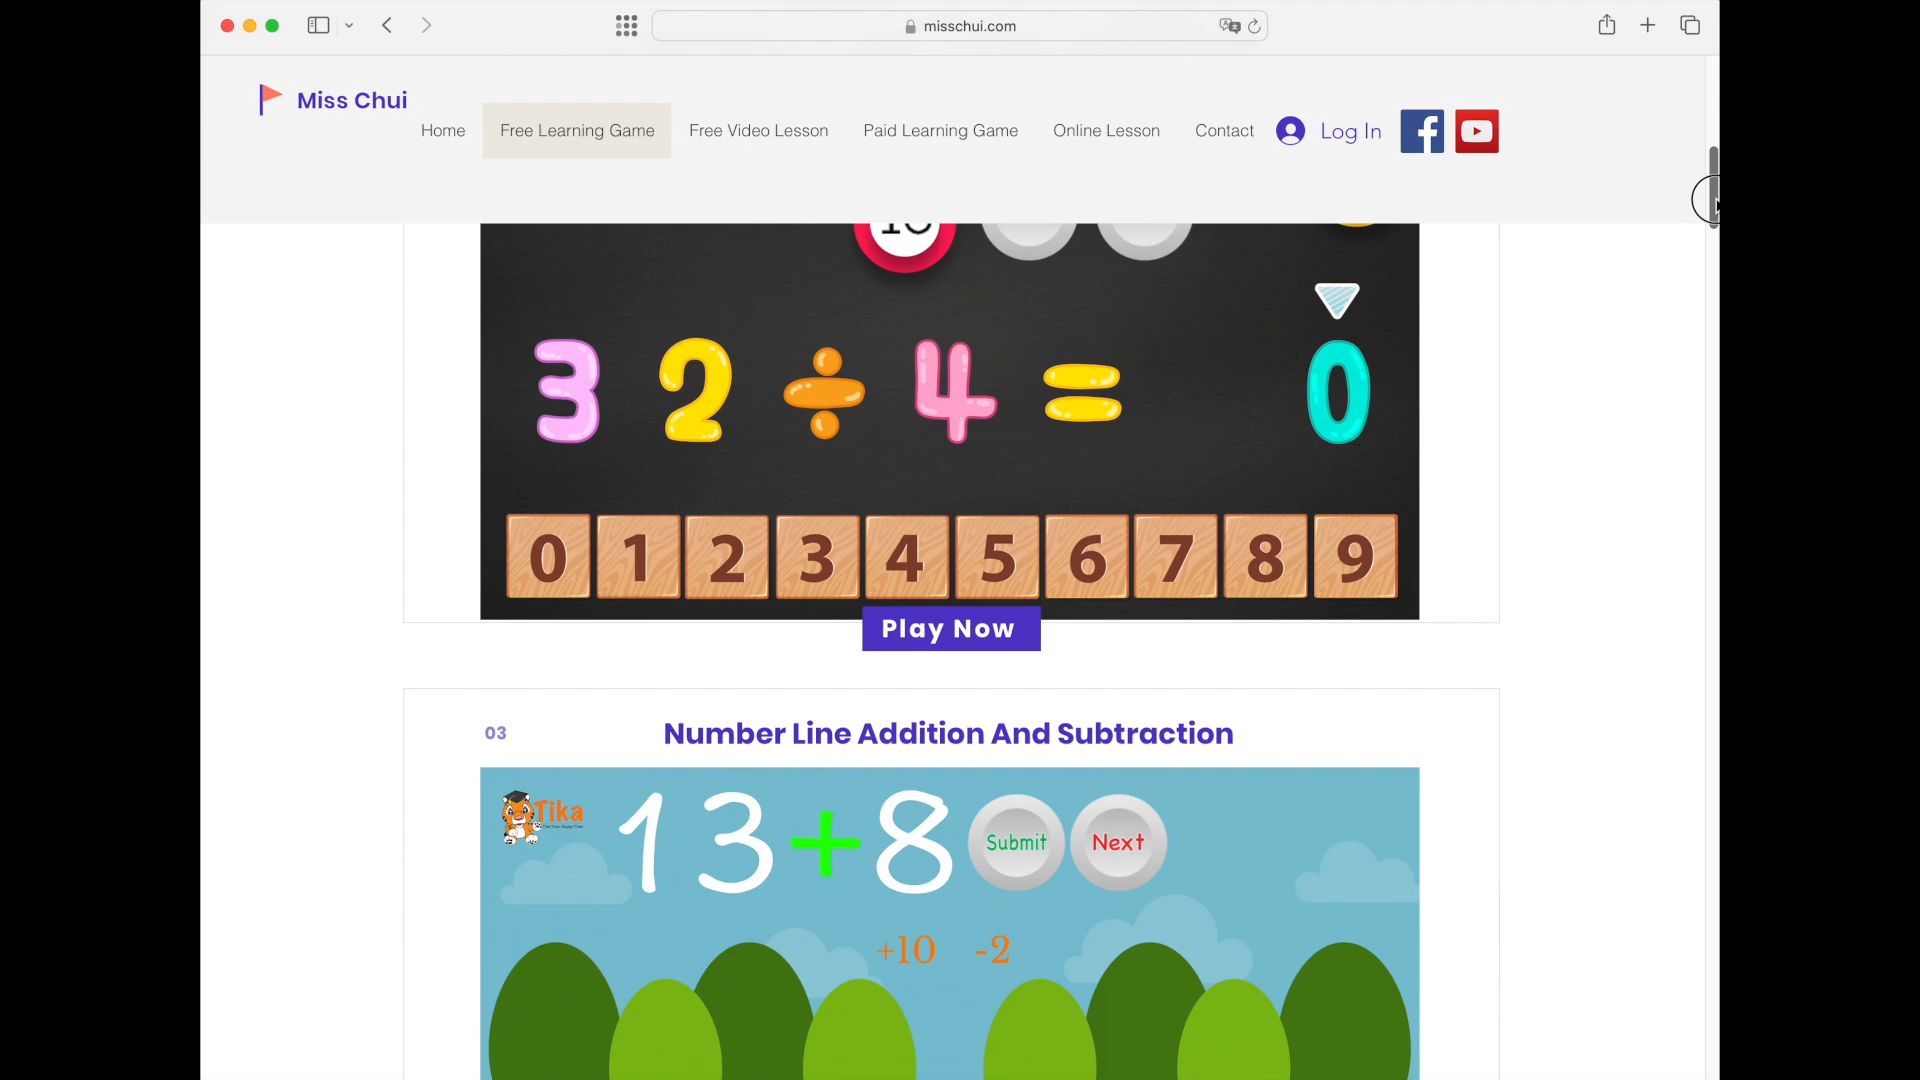 misschui.com
Miss Chui
Home Free Learning Game Free Video Lesson Paid Learning Game Online Lesson Contact Log In
3 2 ÷ 4 = 0
0 1 2 3 4 5 6 7 8 9
Play Now
03 Number Line Addition And Subtraction
Tika 13+8 Submit Next
+10 -2